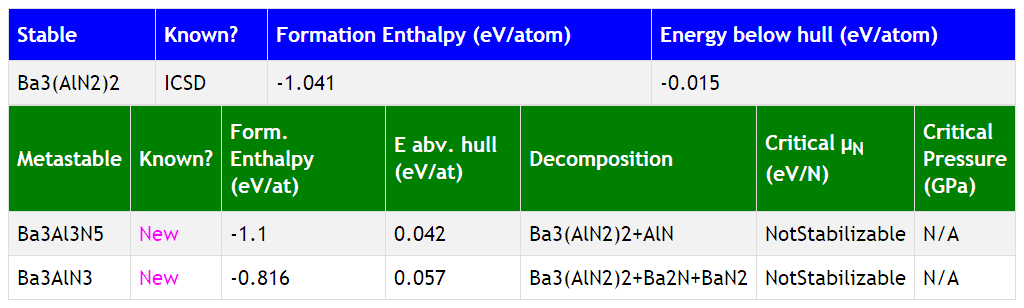 Stable Known? Formation Enthalpy (eV/atom) Energy below hull (eV/atom)
Ba3(AlN2)2 ICSD -1.041 -0.015
Form.
Metastable Known? Enthalpy E abv. hull Decomposition Critical μN Critical
(eV/at) (eV/at) (eV/N) Pressure
(GPa)
Ba3Al3N5 New -1.1 0.042 Ba3(AlN2)2+AlN NotStabilizable N/A
Ba3AlN3 New -0.816 0.057 Ba3(AlN2)2+Ba2N+BaN2 NotStabilizable N/A